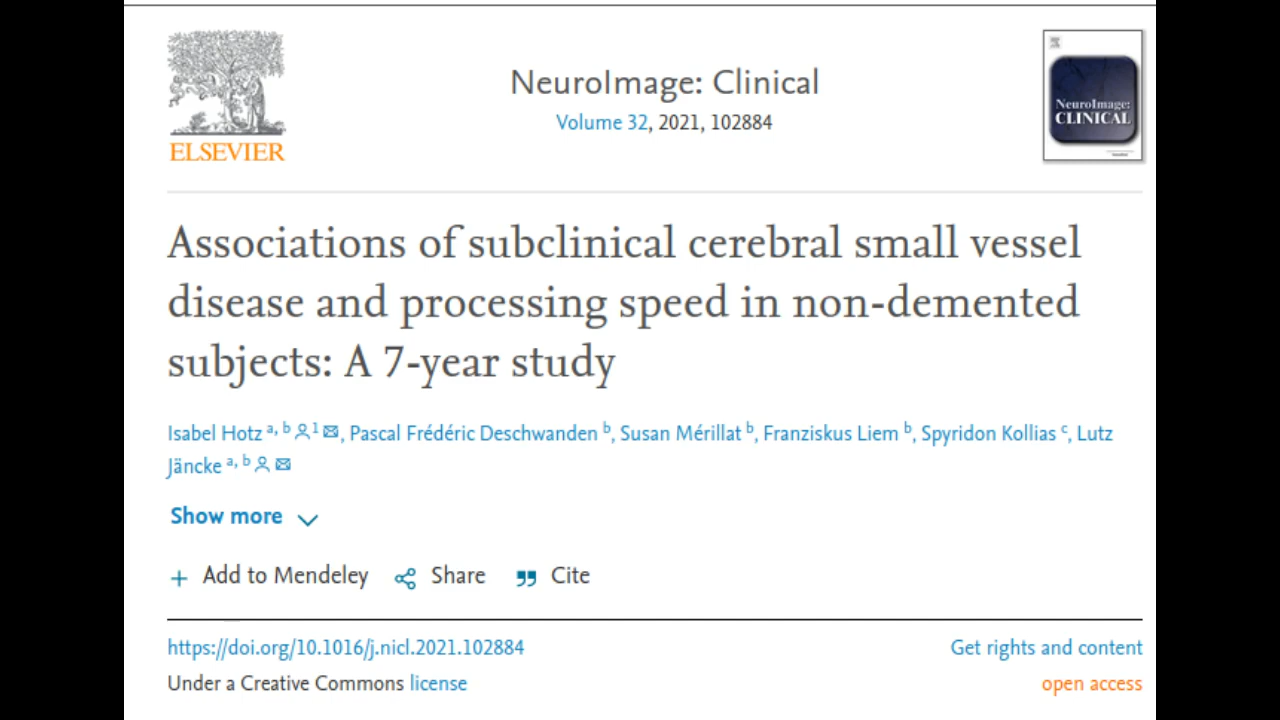 ELSEVIER
NeuroImage: Clinical
Volume 32, 2021, 102884
NeuroImage:
CLINICAL
Associations of subclinical cerebral small vessel
disease and processing speed in non-demented
subjects: A 7-year study
Isabel Hotz a, b 1, Pascal Frédéric Deschwanden b, Susan Mérillat b, Franziskus Liem b, Spyridon Kollias c, Lutz
Jäncke a, b
Show more
+ Add to Mendeley Share Cite
https://doi.org/10.1016/j.nicl.2021.102884
Get rights and content
Under a Creative Commons license
open access